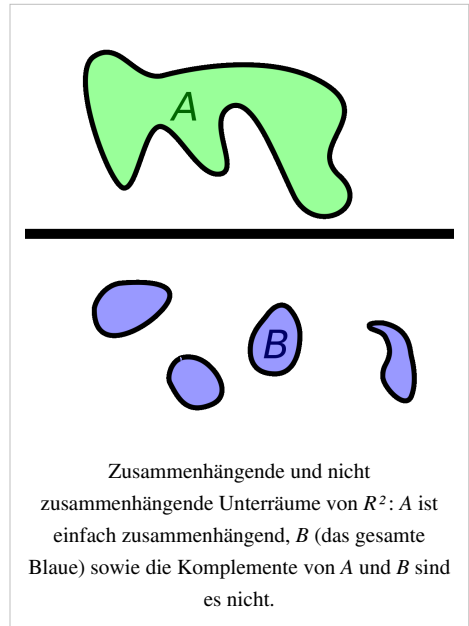 A
B
Zusammenhängende und nicht
zusammenhängende Unterräume von R²: A ist
einfach zusammenhängend, B (das gesamte
Blaue) sowie die Komplemente von A und B sind
es nicht.